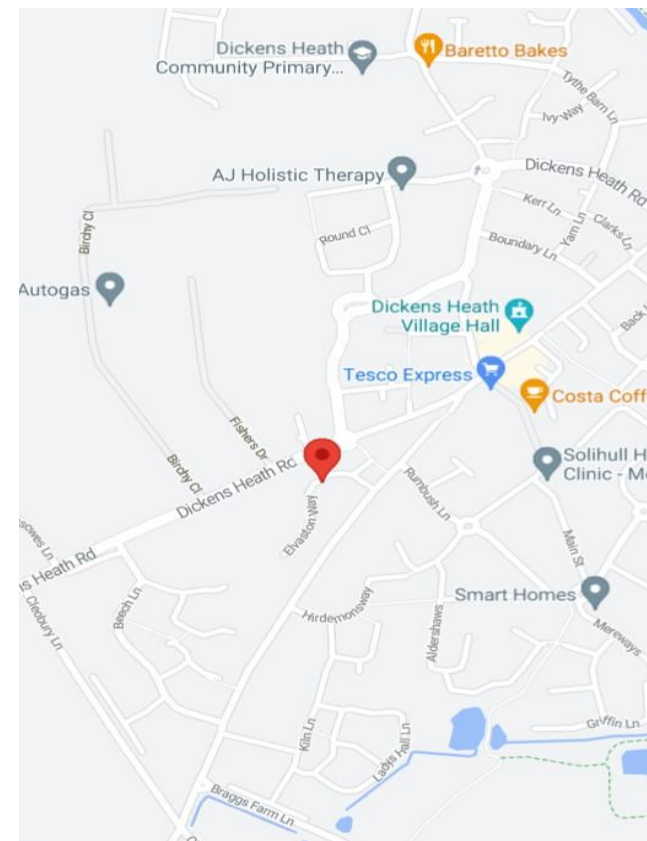 Dickens Heath
Community Primary...
Baretto Bakes
Tythe Barn Ln
Ivy Way
AJ Holistic Therapy
Dickens Heath Rd
Kerr Ln
Clarks Ln
Yarn Ln
Round Cl
Boundary Ln
Birchy Cl
Autogas
Dickens Heath
Village Hall
Back
Tesco Express
Costa Coff
Fishers Dr
Birchy Cl
Dickens Heath Rd
Solihull H
Clinic - M
Rumbush Ln
Elvaston Way
Main St
s Heath Rd
Cleobury Ln
Beech Ln
Smart Homes
Hirdemonsway
Aldershaws
Mereways
Griffin Ln
Kiln Ln
Ladys Hall Ln
Braggs Farm Ln